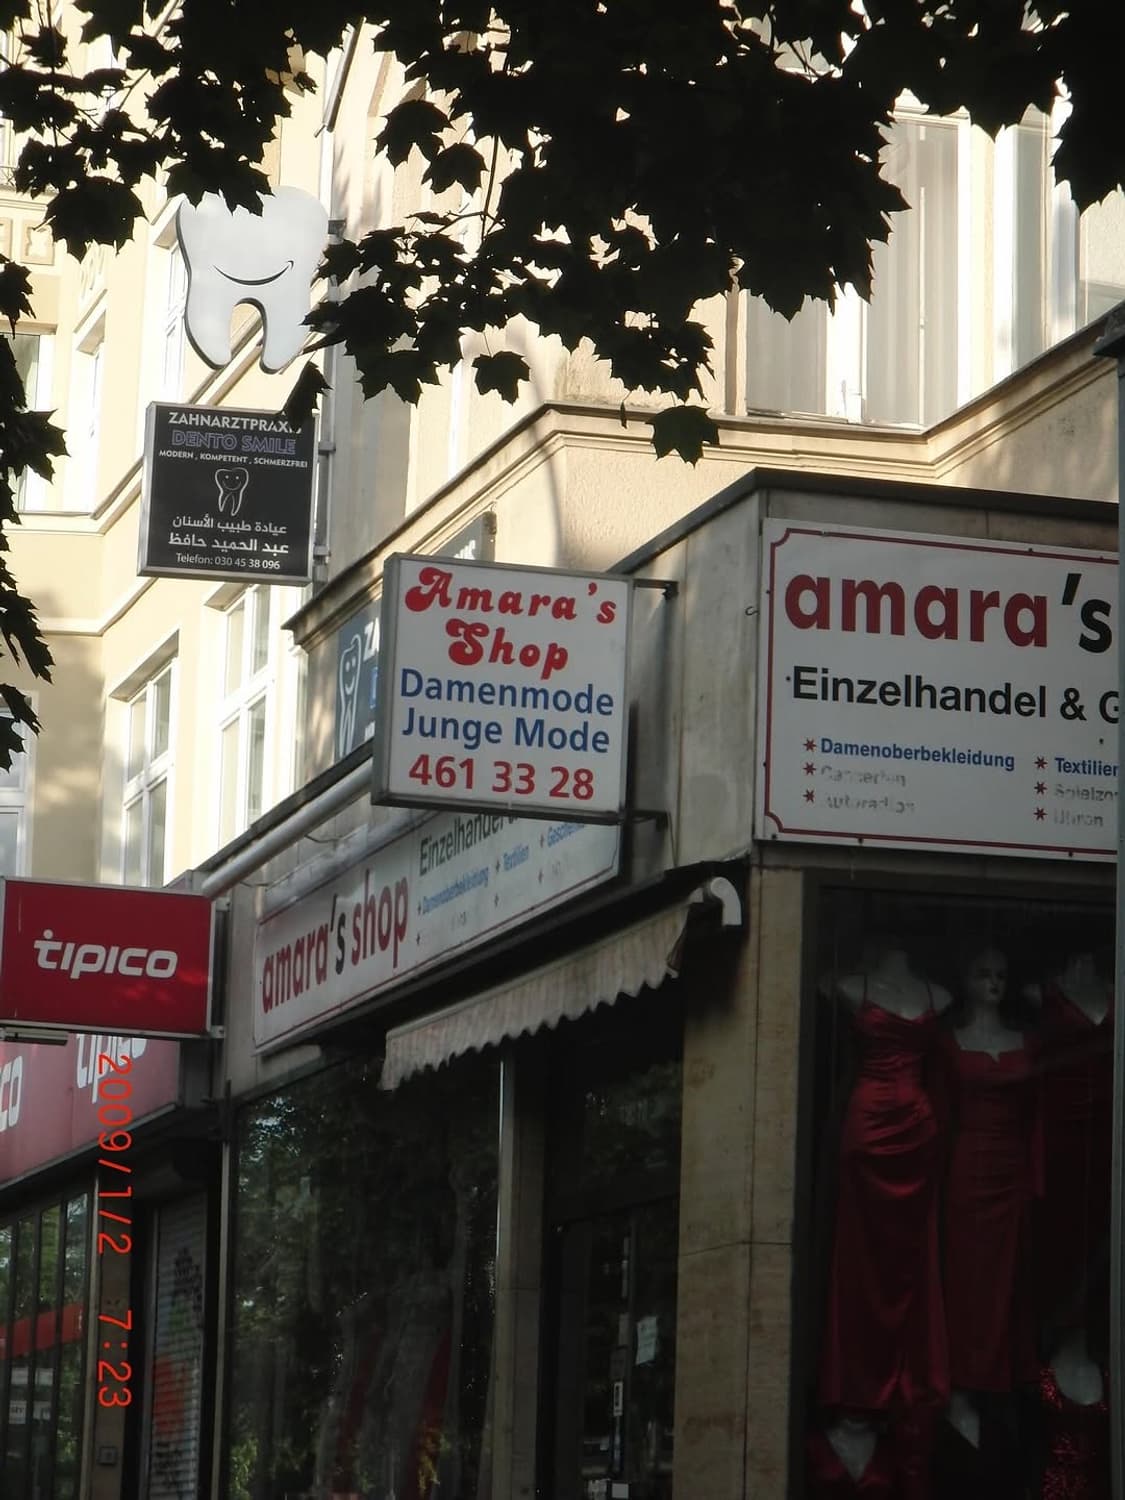 ZAHNARZTPRAXIS
DENTO SMILE
MODERN , KOMPETENT , SCHMERZFREI
عيادة طبيب الأسنان
عبد الحميد حافظ
Telefon: 030 45 38 096
Amara's
Shop
Damenmode
Junge Mode
461 33 28
amara's
Einzelhandel & G
* Damenoberbekleidung
* Textilien
amara's shop
Einzelhandel
* Damenoberbekleidung * Textilien
tipico
2009/1/2 7:23